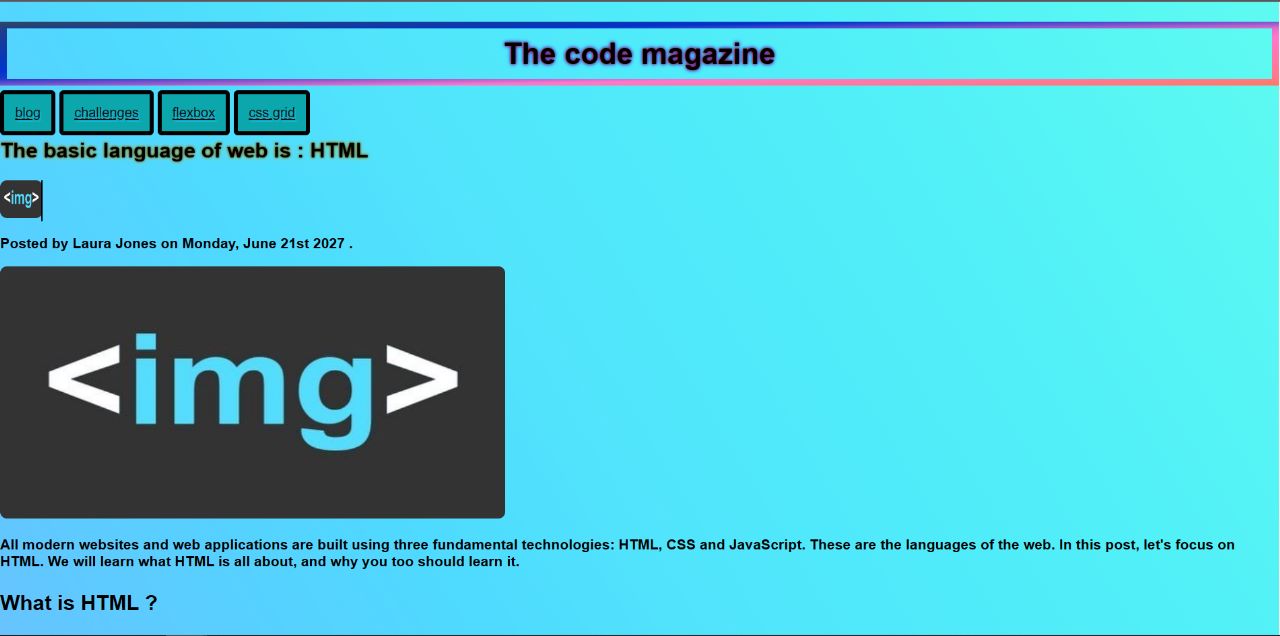 The code magazine
blog challenges flexbox css grid
The basic language of web is : HTML
<img>
Posted by Laura Jones on Monday, June 21st 2027 .
<img>
All modern websites and web applications are built using three fundamental technologies: HTML, CSS and JavaScript. These are the languages of the web. In this post, let's focus on
HTML. We will learn what HTML is all about, and why you too should learn it.
What is HTML ?